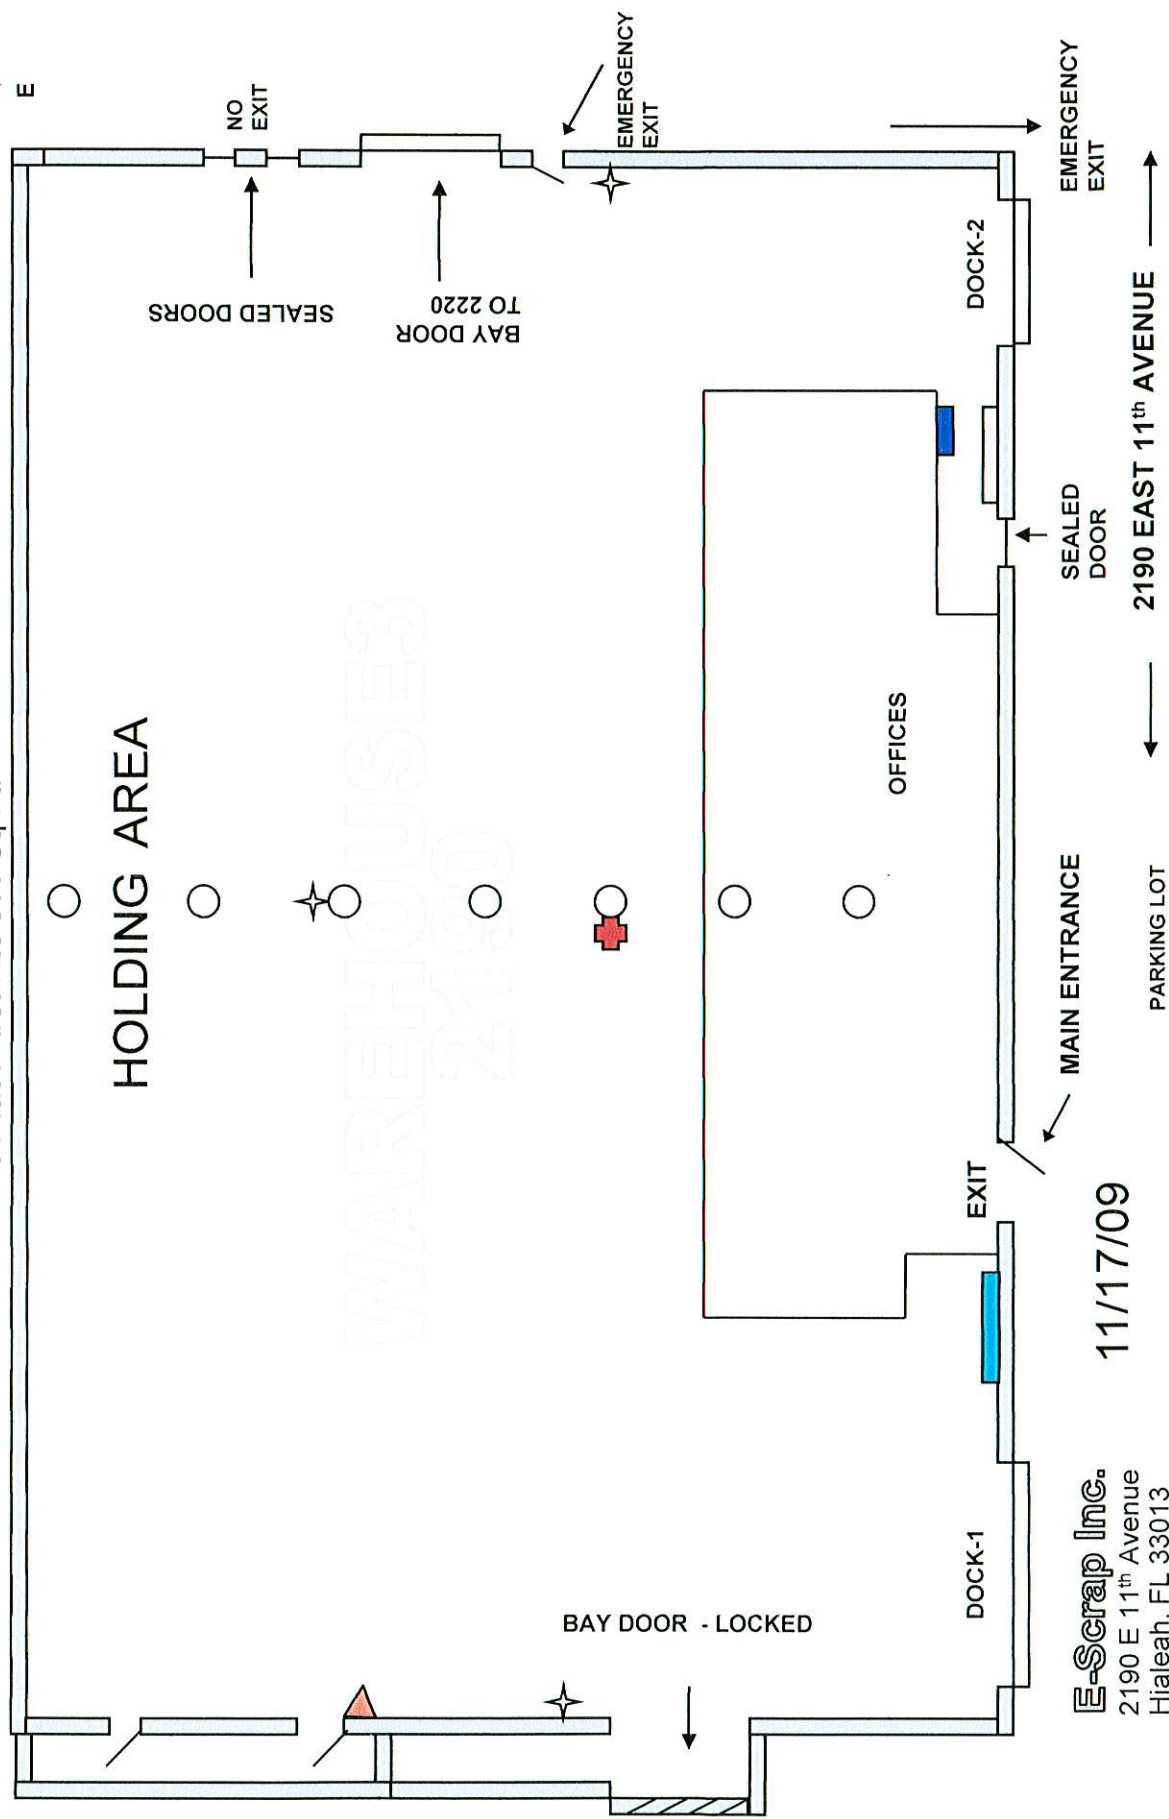 E
NO
EXIT
EMERGENCY
EXIT
EMERGENCY
EXIT
SEALED DOORS
BAY DOOR
TO 2220
HOLDING AREA
WAREHOUSE3
2190
DOCK-2
SEALED
DOOR
2190 EAST 11th AVENUE
OFFICES
MAIN ENTRANCE
PARKING LOT
EXIT
BAY DOOR - LOCKED
DOCK-1
11/17/09
E-Scrap Inc.
2190 E 11th Avenue
Hialeah, FL 33013